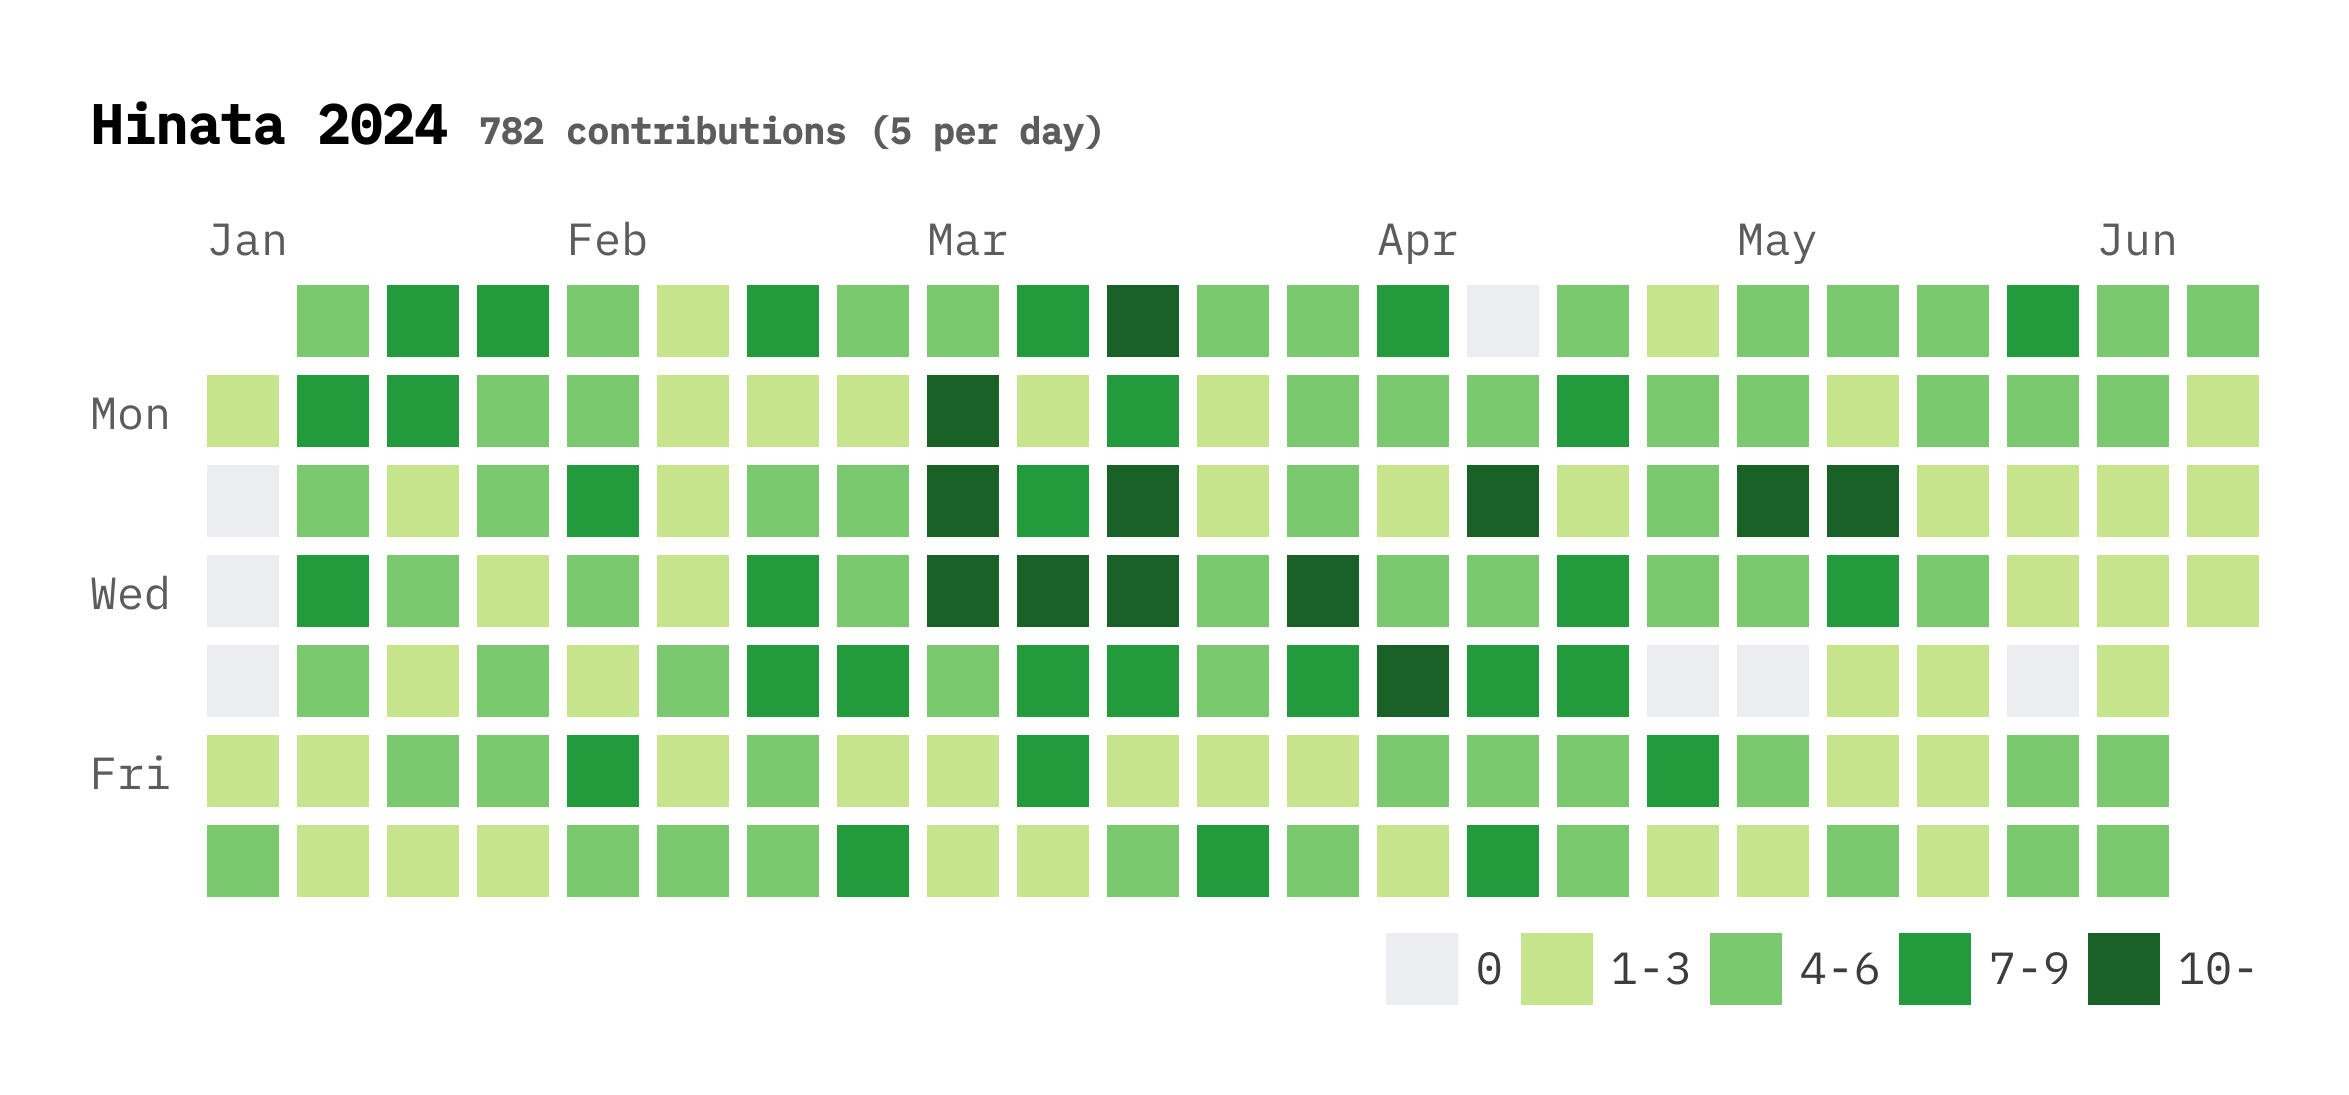 Hinata 2024 782 contributions (5 per day)
Jan Feb Mar Apr May Jun
Mon
Wed
Fri
0 1-3 4-6 7-9 10-